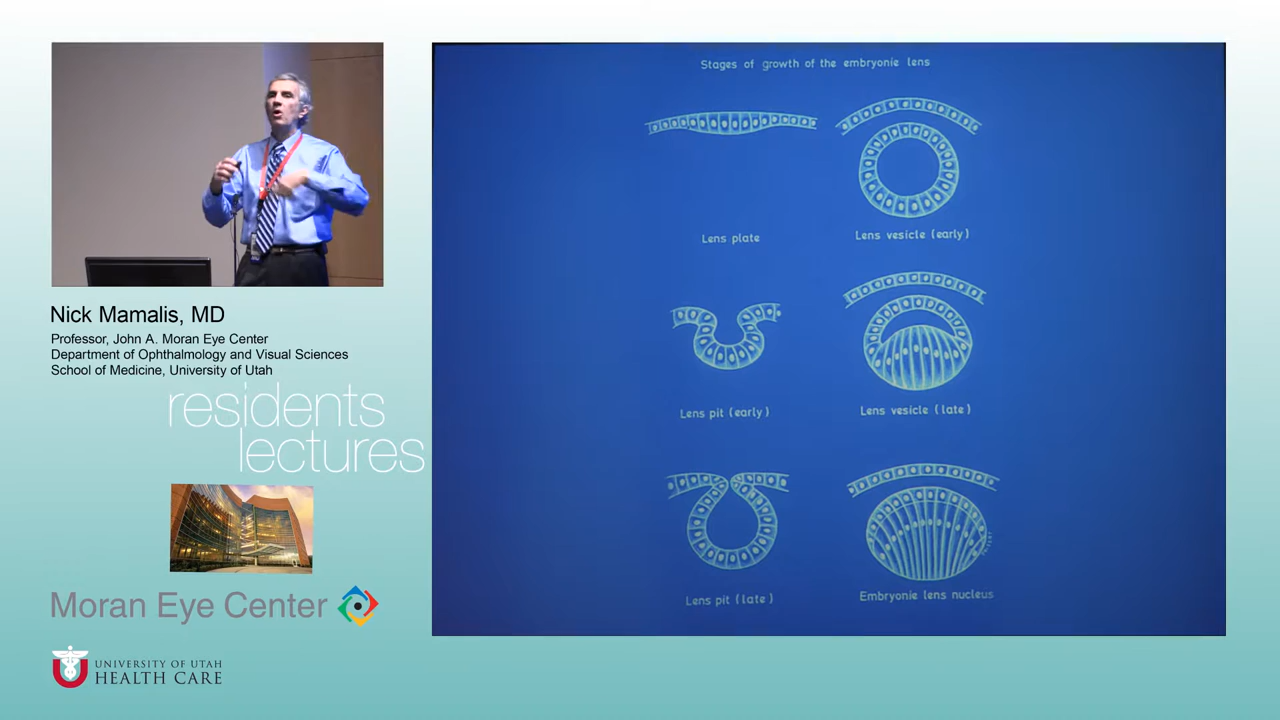 Nick Mamalis, MD
Professor, John A. Moran Eye Center
Department of Ophthalmology and Visual Sciences
School of Medicine, University of Utah
residents
lectures
Moran Eye Center
UNIVERSITY OF UTAH
HEALTH CARE
Stages of growth of the embryonie lens
Lens plate
Lens vesicle (early)
Lens pit (early)
Lens vesicle (late)
Lens pit (late)
Embryonie lens nucleus